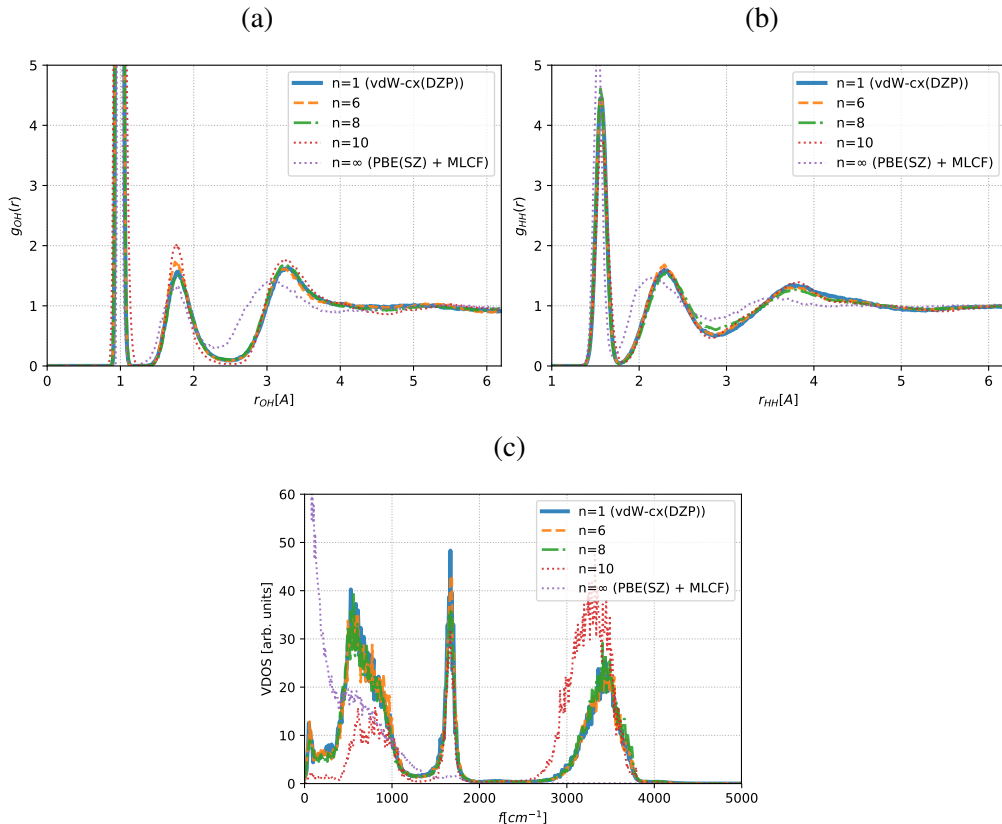 (a)
(b)
g_OH(r)
5
4
3
2
1
0
0 1 2 3 4 5 6
r_OH[A]
n=1 (vdW-cx(DZP))
n=6
n=8
n=10
n=∞ (PBE(SZ) + MLCF)
g_HH(r)
5
4
3
2
1
0
1 2 3 4 5 6
r_HH[A]
n=1 (vdW-cx(DZP))
n=6
n=8
n=10
n=∞ (PBE(SZ) + MLCF)
(c)
VDOS [arb. units]
60
50
40
30
20
10
0
0 1000 2000 3000 4000 5000
f[cm⁻¹]
n=1 (vdW-cx(DZP))
n=6
n=8
n=10
n=∞ (PBE(SZ) + MLCF)